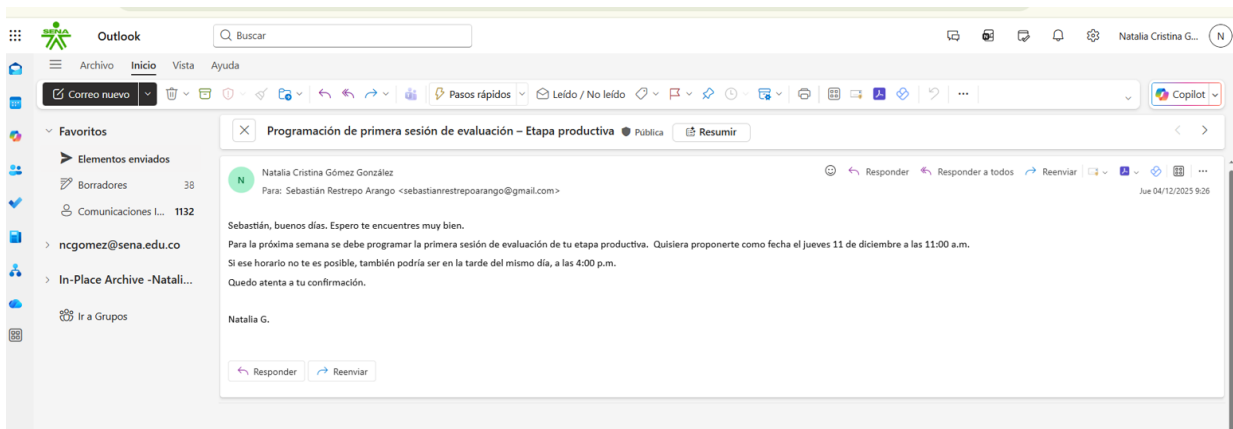 SENA
Outlook
Buscar
Natalia Cristina G...
N
Archivo Inicio Vista Ayuda
Correo nuevo
Pasos rápidos
Leído / No leído
Copilot
Favoritos
Elementos enviados
Borradores 38
Comunicaciones I... 1132
ncgomez@sena.edu.co
In-Place Archive -Natali...
Ir a Grupos
Programación de primera sesión de evaluación – Etapa productiva Pública Resumir
N
Natalia Cristina Gómez González
Para: Sebastián Restrepo Arango <sebastianrestrepoarango@gmail.com>
Responder Responder a todos Reenviar
Jue 04/12/2025 9:26
Sebastián, buenos días. Espero te encuentres muy bien.
Para la próxima semana se debe programar la primera sesión de evaluación de tu etapa productiva. Quisiera proponerte como fecha el jueves 11 de diciembre a las 11:00 a.m.
Si ese horario no te es posible, también podría ser en la tarde del mismo día, a las 4:00 p.m.
Quedo atenta a tu confirmación.
Natalia G.
Responder Reenviar